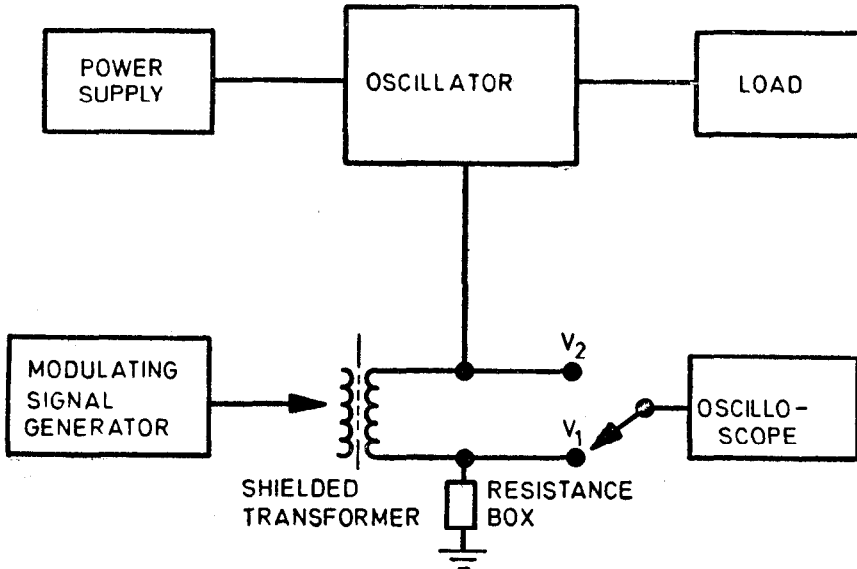 POWER
SUPPLY
OSCILLATOR
LOAD
MODULATING
SIGNAL
GENERATOR
V2
V1
OSCILLO-
SCOPE
SHIELDED
TRANSFORMER
RESISTANCE
BOX